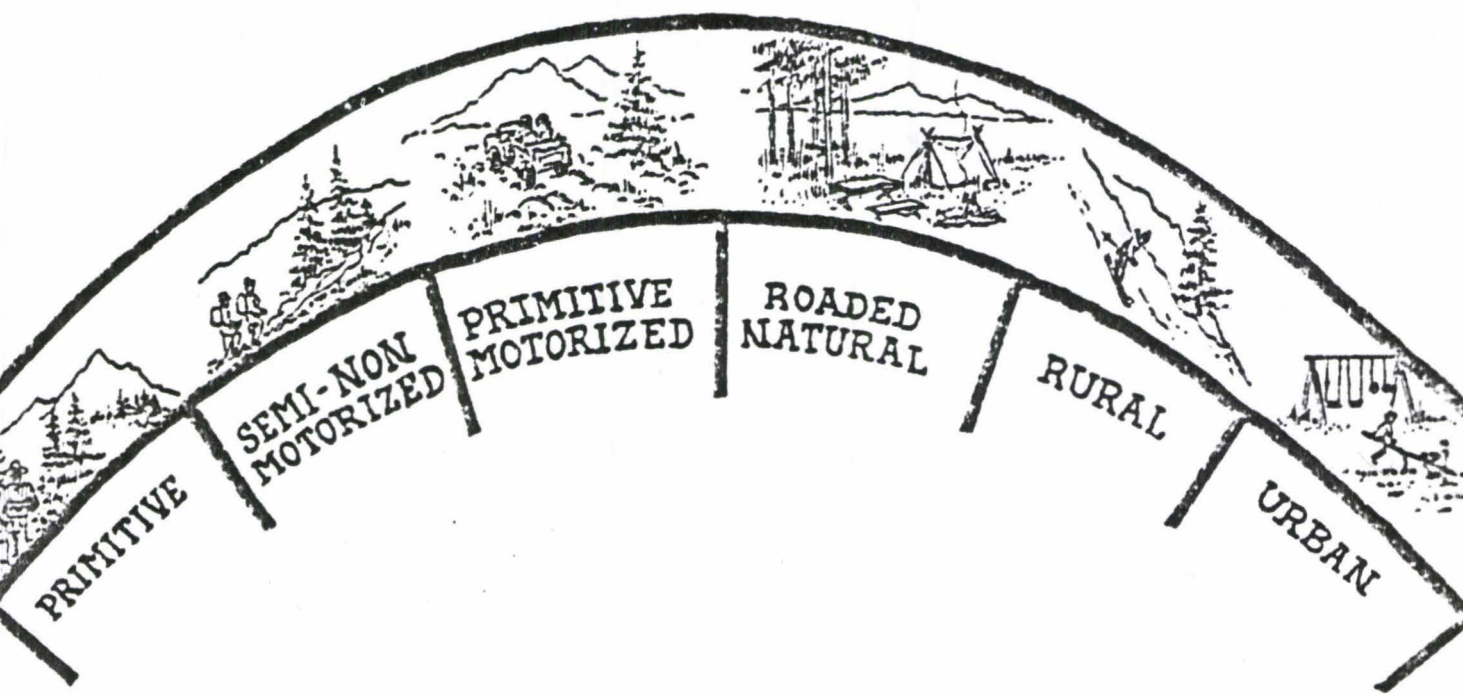 PRIMITIVE
SEMI-NON
MOTORIZED
PRIMITIVE
MOTORIZED
ROADED
NATURAL
RURAL
URBAN